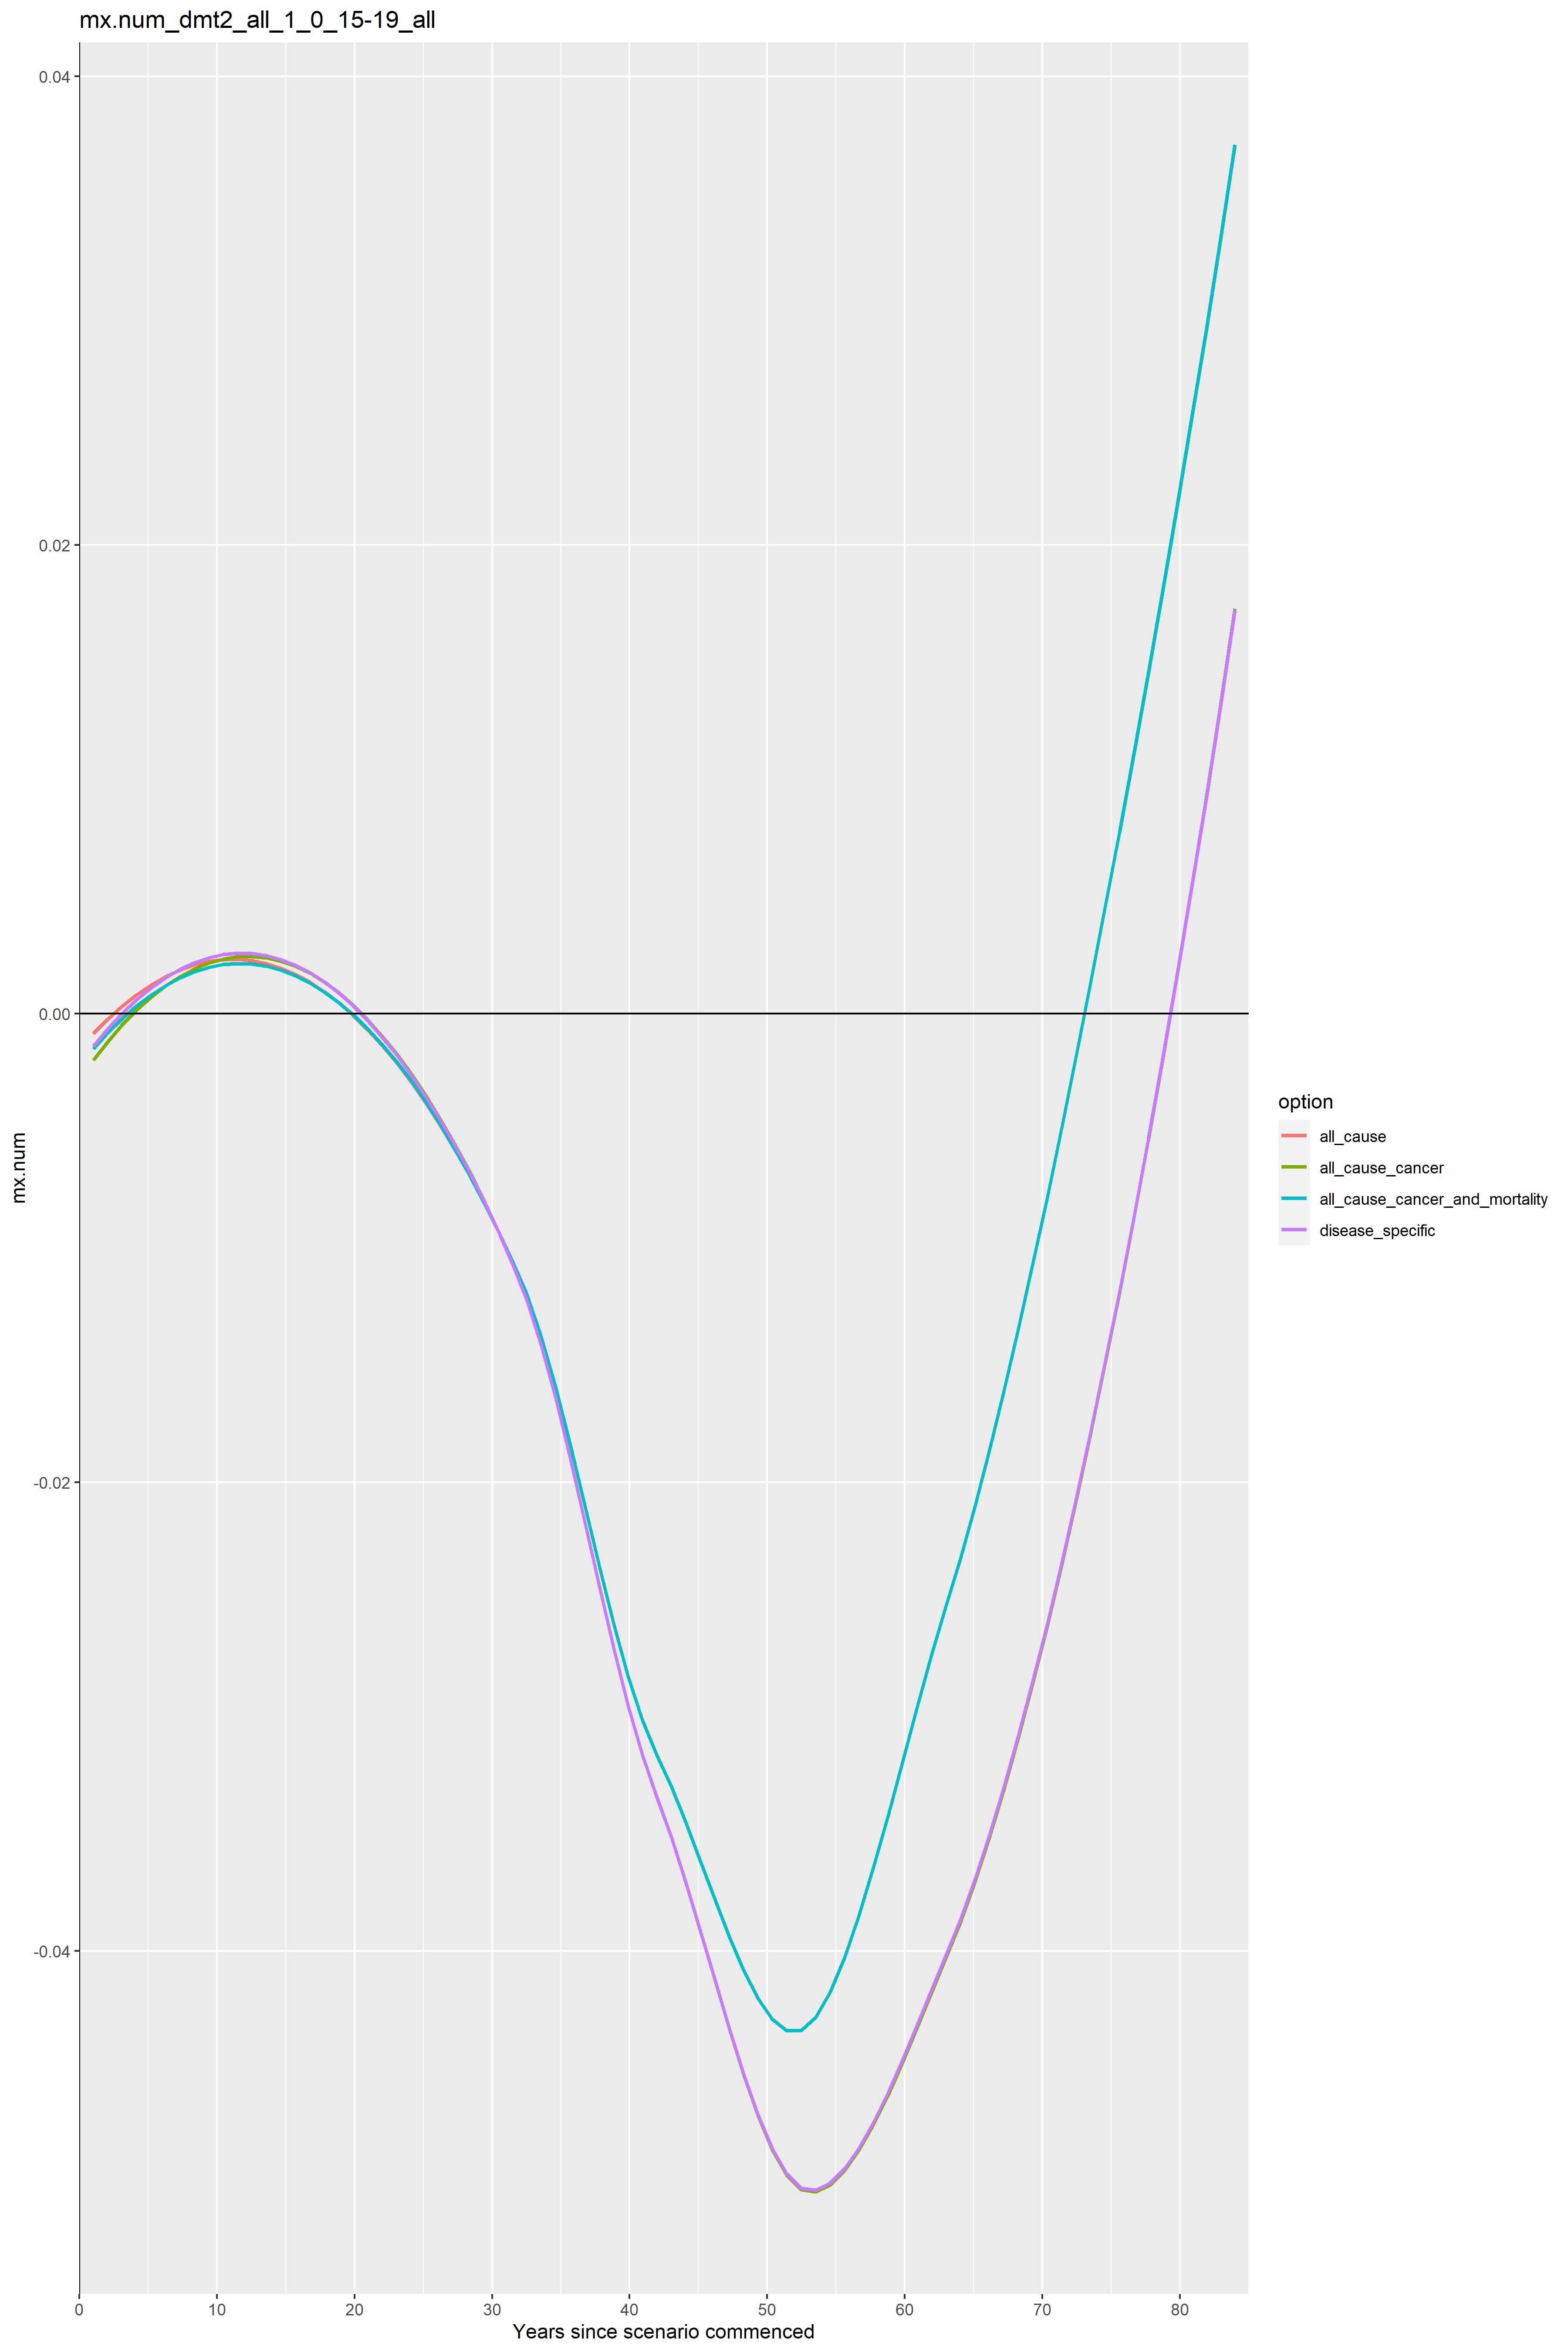 mx.num_dmt2_all_1_0_15-19_all
0.04
0.02
0.00
-0.02
-0.04
mx.num
0 10 20 30 40 50 60 70 80
Years since scenario commenced
option
all_cause
all_cause_cancer
all_cause_cancer_and_mortality
disease_specific